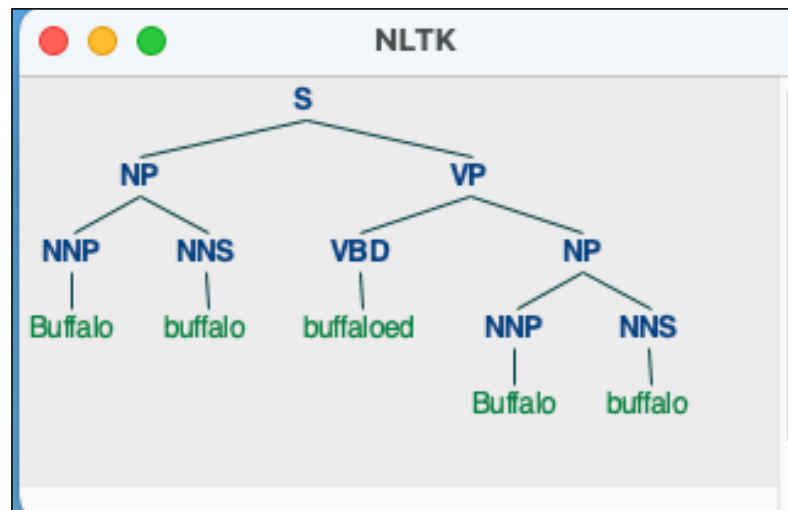 NLTK
S
NP VP
NNP NNS VBD NP
Buffalo buffalo buffaloed NNP NNS
Buffalo buffalo